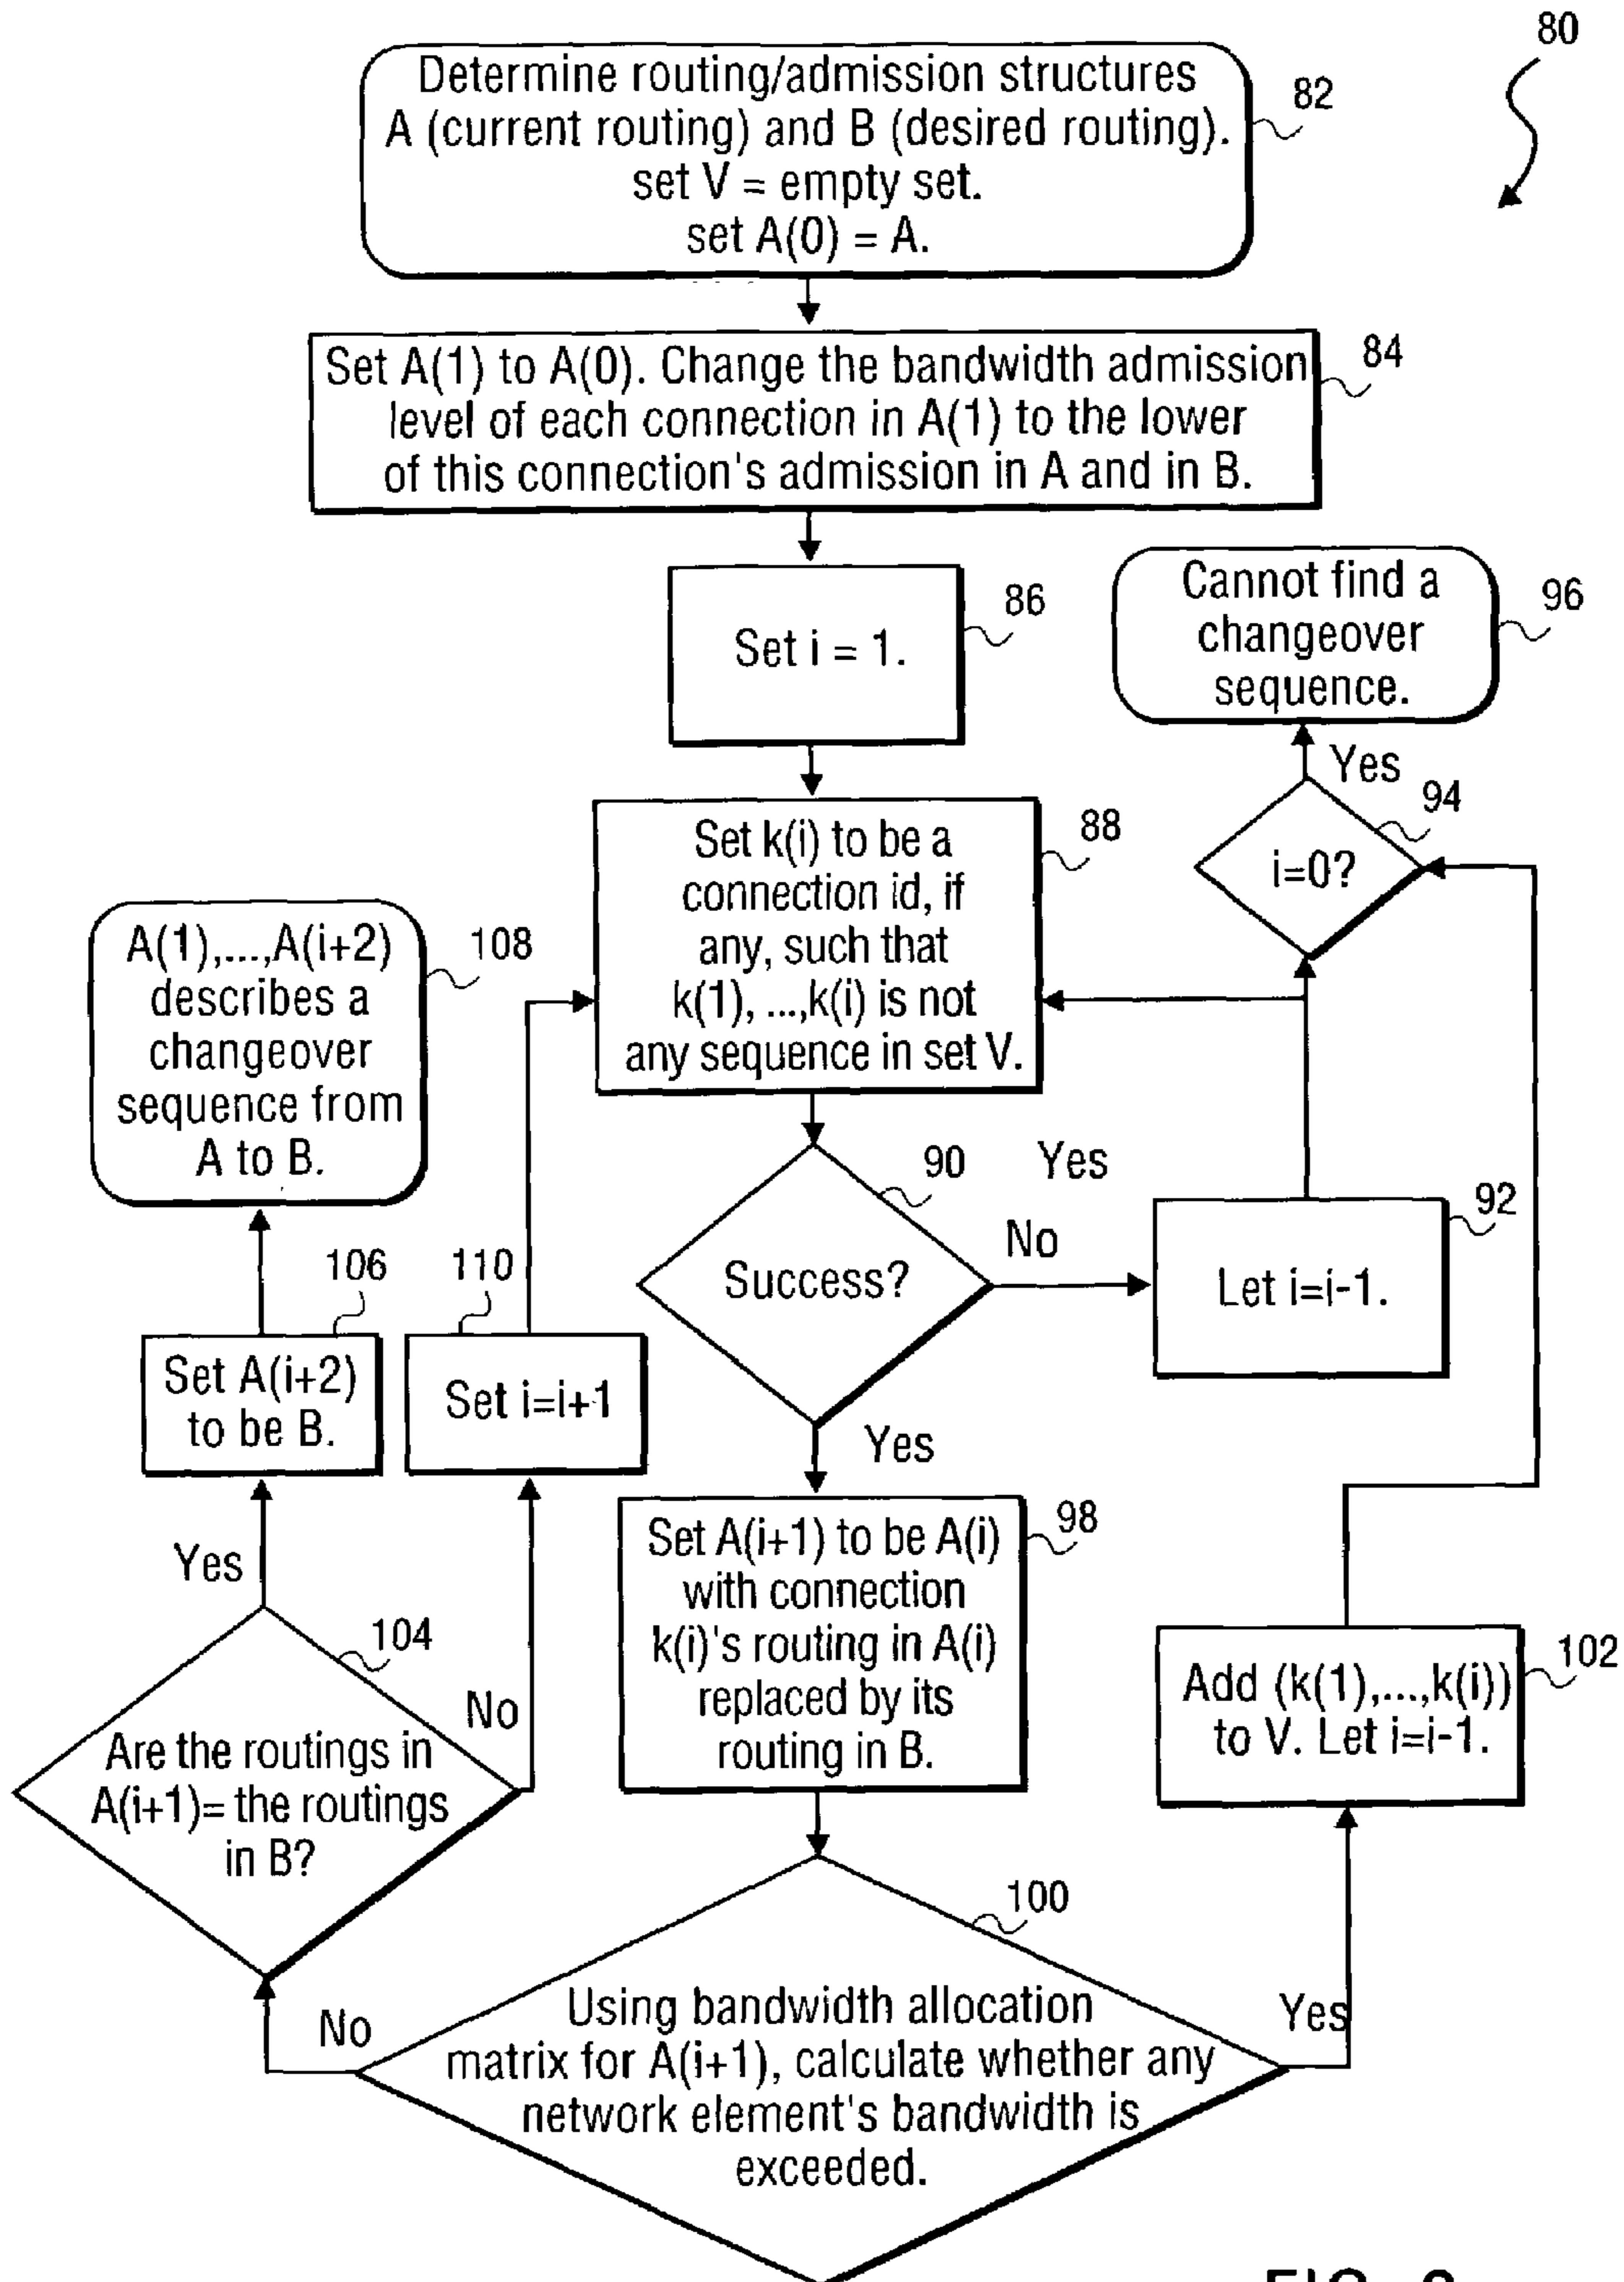 80
Determine routing/admission structures
A (current routing) and B (desired routing).
set V = empty set.
set A(0) = A.
82
Set A(1) to A(0). Change the bandwidth admission
level of each connection in A(1) to the lower
of this connection's admission in A and in B.
84
Set i = 1.
86
Cannot find a
changeover
sequence.
96
Yes
94
i=0?
Set k(i) to be a
connection id, if
any, such that
k(1), ...,k(i) is not
any sequence in set V.
88
A(1),...,A(i+2)
describes a
changeover
sequence from
A to B.
108
90
Yes
Success?
No
92
Let i=i-1.
106
Set A(i+2)
to be B.
110
Set i=i+1
Yes
Set A(i+1) to be A(i)
with connection
k(i)'s routing in A(i)
replaced by its
routing in B.
98
Yes
104
No
Are the routings in
A(i+1)= the routings
in B?
Add (k(1),...,k(i))
to V. Let i=i-1.
102
100
Using bandwidth allocation
matrix for A(i+1), calculate whether any
network element's bandwidth is
exceeded.
No
Yes